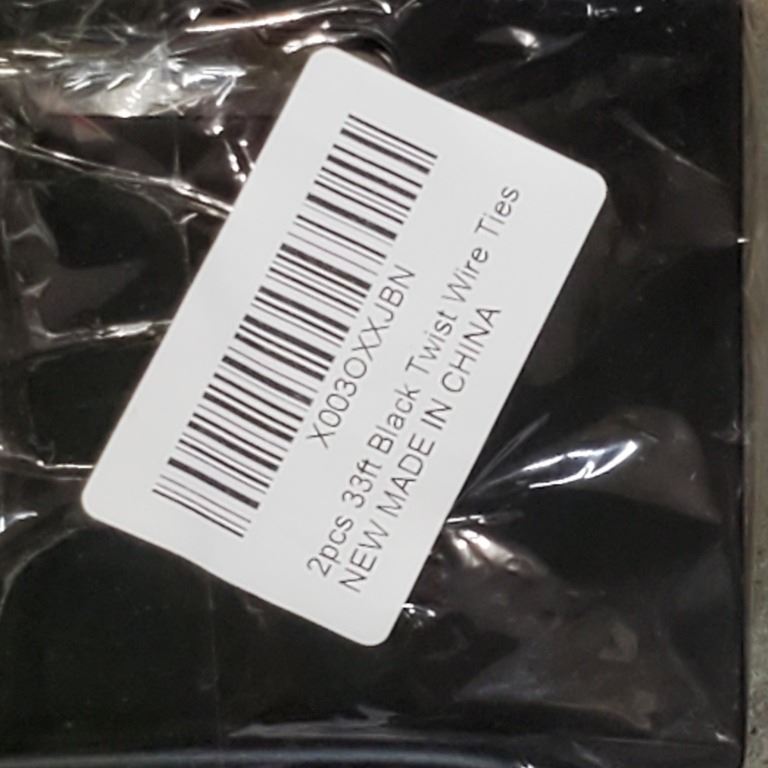 X003OXXJBN
2pcs 33ft Black Twist Wire Ties
NEW MADE IN CHINA